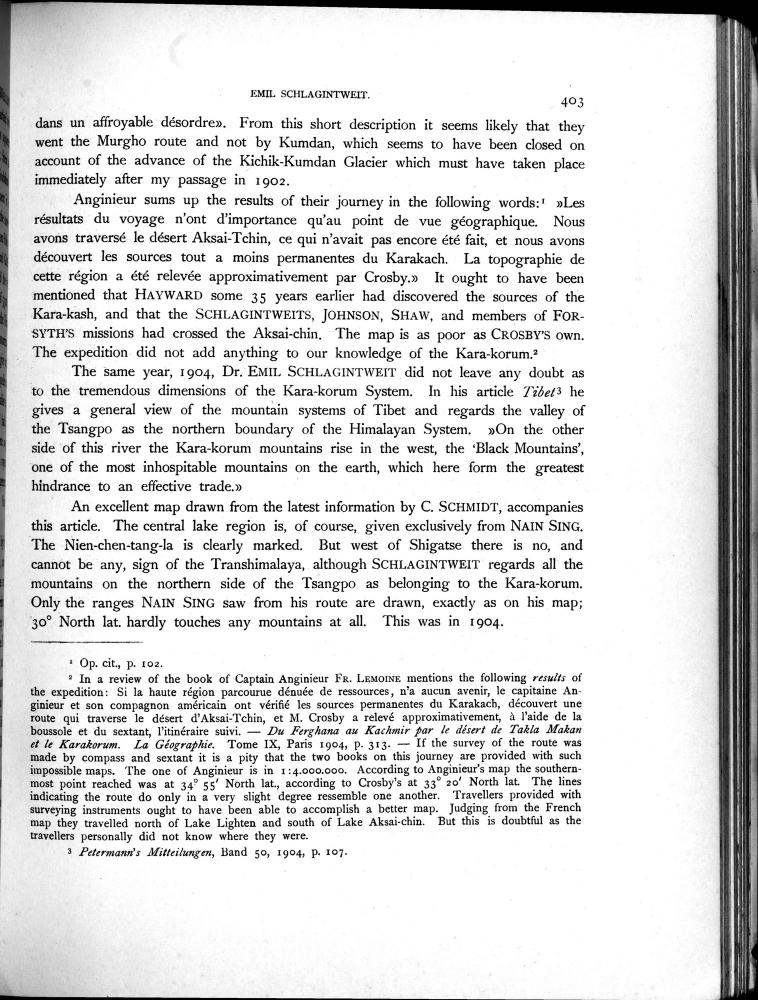 EMIL SCHLAGINTWEIT.
403
dans un affroyable désordre». From this short description it seems likely that they
went the Murgho route and not by Kumdan, which seems to have been closed on
account of the advance of the Kichik-Kumdan Glacier which must have taken place
immediately after my passage in 1902.
Anginieur sums up the results of their journey in the following words:¹ »Les
résultats du voyage n'ont d'importance qu'au point de vue géographique. Nous
avons traversé le désert Aksai-Tchin, ce qui n'avait pas encore été fait, et nous avons
découvert les sources tout a moins permanentes du Karakach. La topographie de
cette région a été relevée approximativement par Crosby.» It ought to have been
mentioned that HAYWARD some 35 years earlier had discovered the sources of the
Kara-kash, and that the SCHLAGINTWEITS, JOHNSON, SHAW, and members of FOR-
SYTH'S missions had crossed the Aksai-chin. The map is as poor as CROSBY'S own.
The expedition did not add anything to our knowledge of the Kara-korum.²
The same year, 1904, Dr. EMIL SCHLAGINTWEIT did not leave any doubt as
to the tremendous dimensions of the Kara-korum System. In his article Tibet³ he
gives a general view of the mountain systems of Tibet and regards the valley of
the Tsangpo as the northern boundary of the Himalayan System. »On the other
side of this river the Kara-korum mountains rise in the west, the 'Black Mountains',
one of the most inhospitable mountains on the earth, which here form the greatest
hindrance to an effective trade.»
An excellent map drawn from the latest information by C. SCHMIDT, accompanies
this article. The central lake region is, of course, given exclusively from NAIN SING.
The Nien-chen-tang-la is clearly marked. But west of Shigatse there is no, and
cannot be any, sign of the Transhimalaya, although SCHLAGINTWEIT regards all the
mountains on the northern side of the Tsangpo as belonging to the Kara-korum.
Only the ranges NAIN SING saw from his route are drawn, exactly as on his map;
30° North lat. hardly touches any mountains at all. This was in 1904.
¹ Op. cit., p. 102.
² In a review of the book of Captain Anginieur FR. LEMOINE mentions the following results of
the expedition: Si la haute région parcourue dénuée de ressources, n'a aucun avenir, le capitaine An-
ginieur et son compagnon américain ont vérifié les sources permanentes du Karakach, découvert une
route qui traverse le désert d'Aksai-Tchin, et M. Crosby a relevé approximativement, à l'aide de la
boussole et du sextant, l'itinéraire suivi. — Du Ferghana au Kachmir par le désert de Takla Makan
et le Karakorum. La Géographie. Tome IX, Paris 1904, p. 313. — If the survey of the route was
made by compass and sextant it is a pity that the two books on this journey are provided with such
impossible maps. The one of Anginieur is in 1:4.000.000. According to Anginieur's map the southern-
most point reached was at 34° 55′ North lat., according to Crosby's at 33° 20′ North lat. The lines
indicating the route do only in a very slight degree ressemble one another. Travellers provided with
surveying instruments ought to have been able to accomplish a better map. Judging from the French
map they travelled north of Lake Lighten and south of Lake Aksai-chin. But this is doubtful as the
travellers personally did not know where they were.
³ Petermann's Mitteilungen, Band 50, 1904, p. 107.